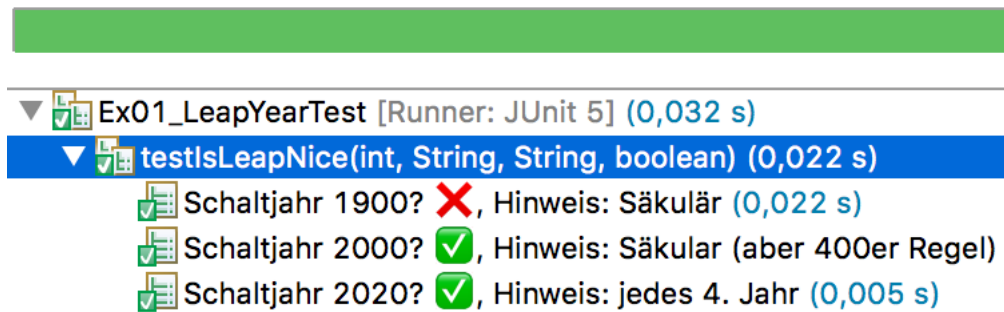 Ex01_LeapYearTest [Runner: JUnit 5] (0,032 s)
testIsLeapNice(int, String, String, boolean) (0,022 s)
Schaltjahr 1900? ❌, Hinweis: Säkulär (0,022 s)
Schaltjahr 2000? ✅, Hinweis: Säkular (aber 400er Regel)
Schaltjahr 2020? ✅, Hinweis: jedes 4. Jahr (0,005 s)